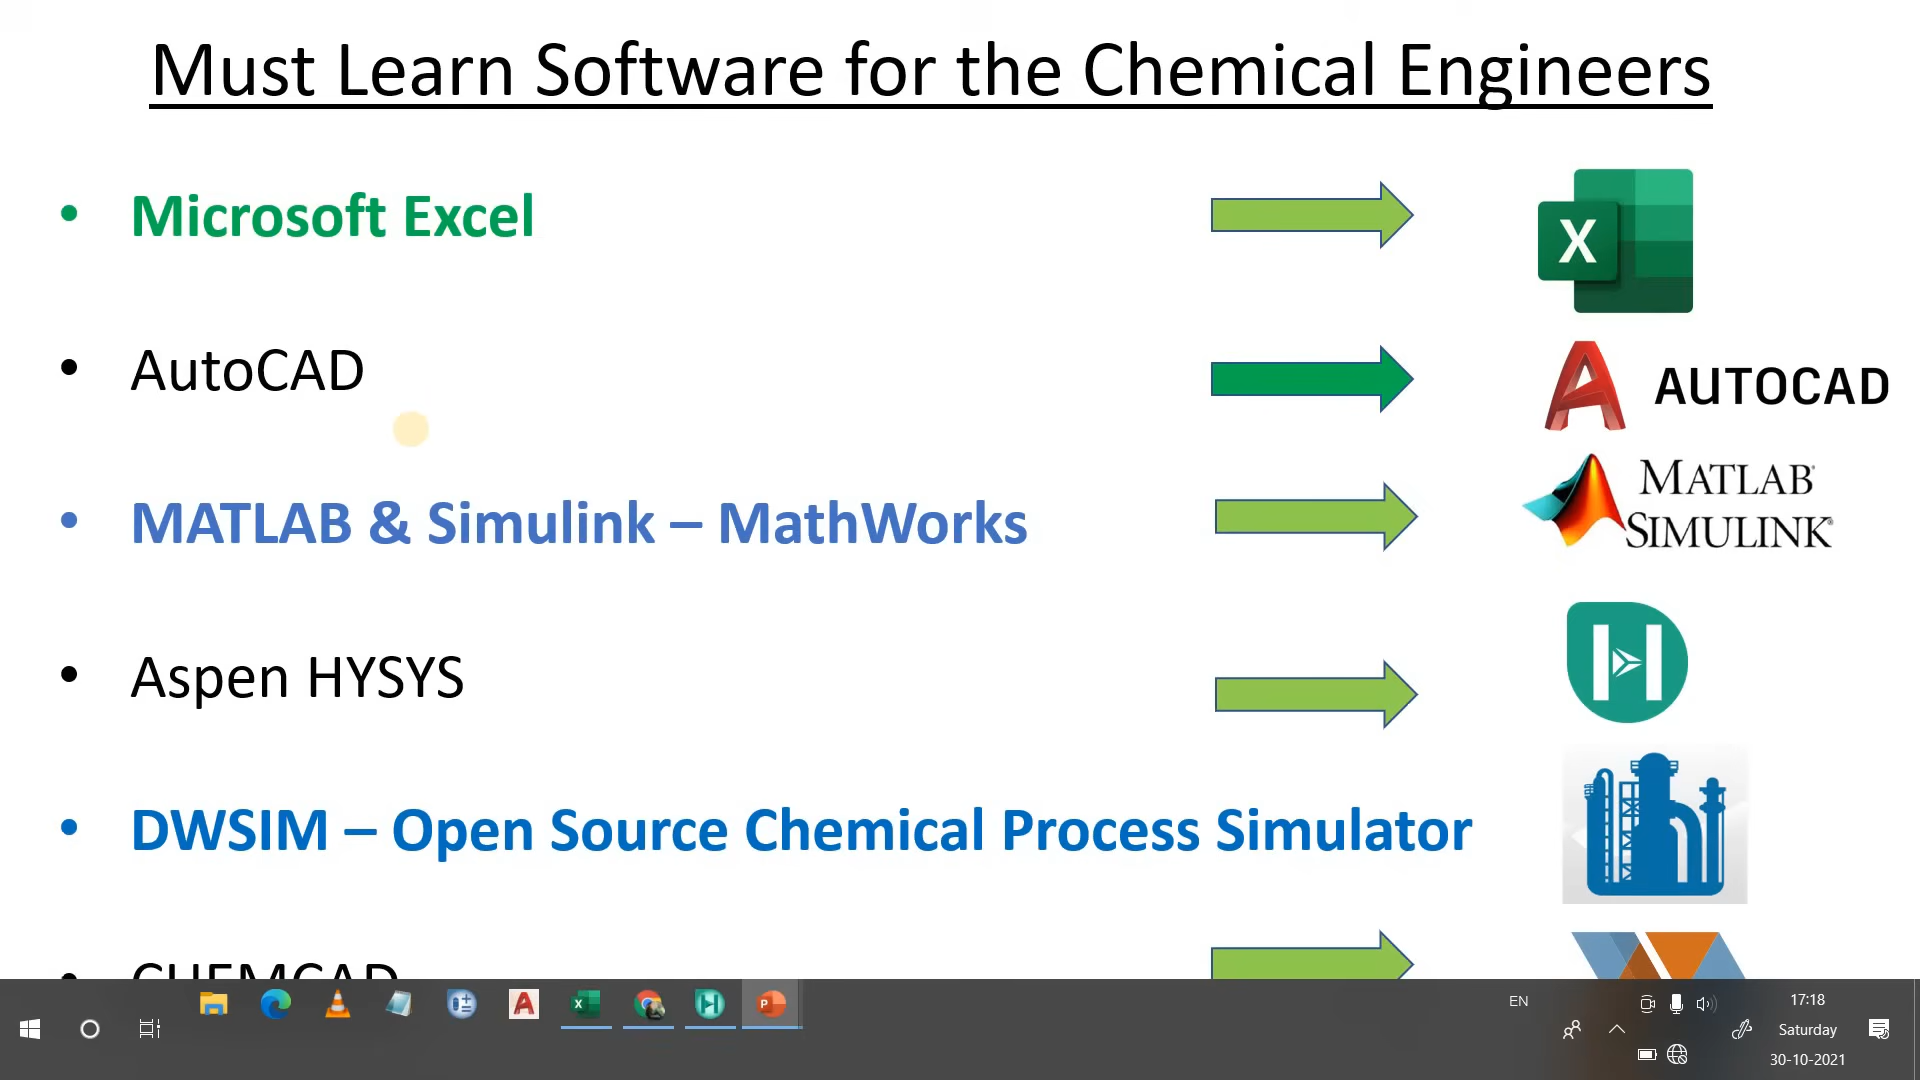 Must Learn Software for the Chemical Engineers
• Microsoft Excel
X
• AutoCAD
A AUTOCAD
• MATLAB & Simulink – MathWorks
MATLAB
SIMULINK®
• Aspen HYSYS
H
• DWSIM – Open Source Chemical Process Simulator
• CHEMCAD
EN
17:18
Saturday
30-10-2021